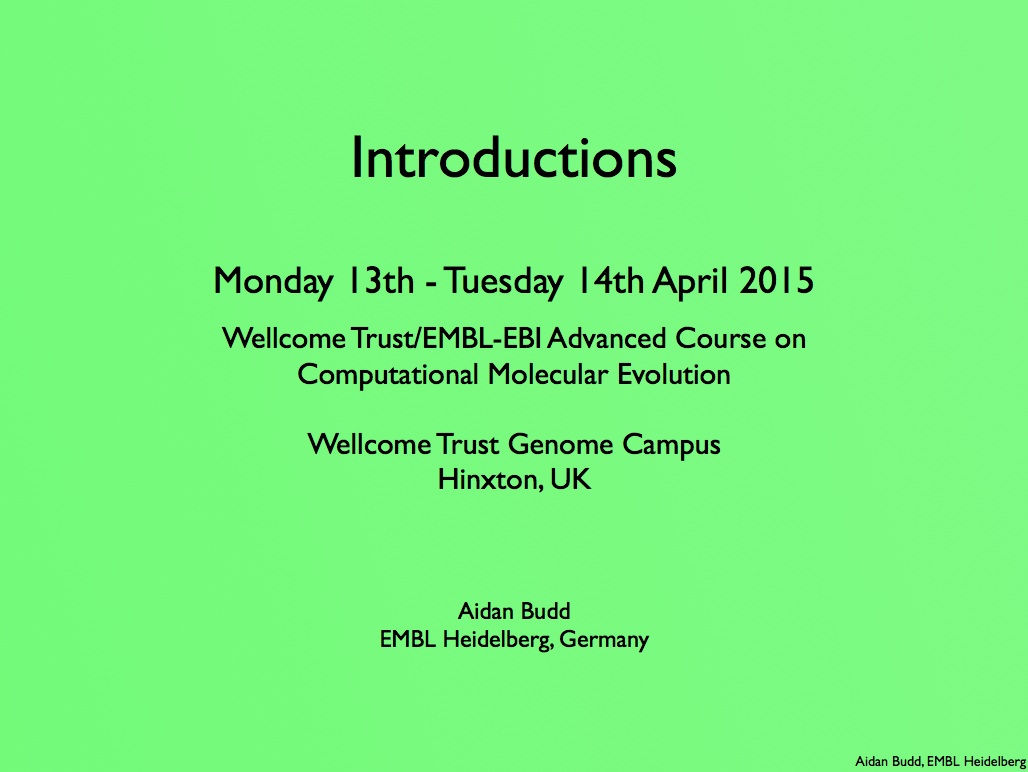 Introductions
Monday 13th - Tuesday 14th April 2015
Wellcome Trust/EMBL-EBI Advanced Course on
Computational Molecular Evolution
Wellcome Trust Genome Campus
Hinxton, UK
Aidan Budd
EMBL Heidelberg, Germany
Aidan Budd, EMBL Heidelberg